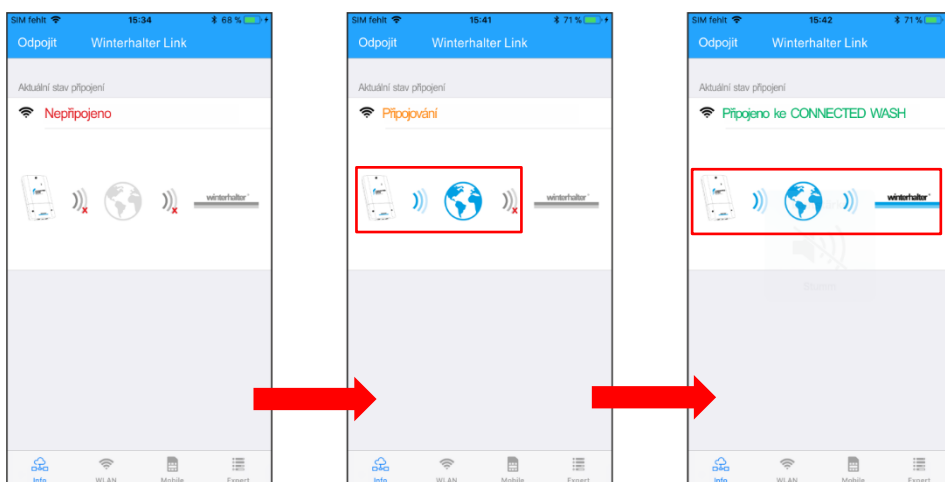 SIM fehlt 15:34 68 %
Odpojit Winterhalter Link
Aktuální stav připojení
Nepřipojeno
winterhalter
Info WLAN Mobile Expert
SIM fehlt 15:41 71 %
Odpojit Winterhalter Link
Aktuální stav připojení
Připojování
winterhalter
Info WLAN Mobile Expert
SIM fehlt 15:42 71 %
Odpojit Winterhalter Link
Aktuální stav připojení
Připojeno ke CONNECTED WASH
winterhalter
Info WLAN Mobile Expert